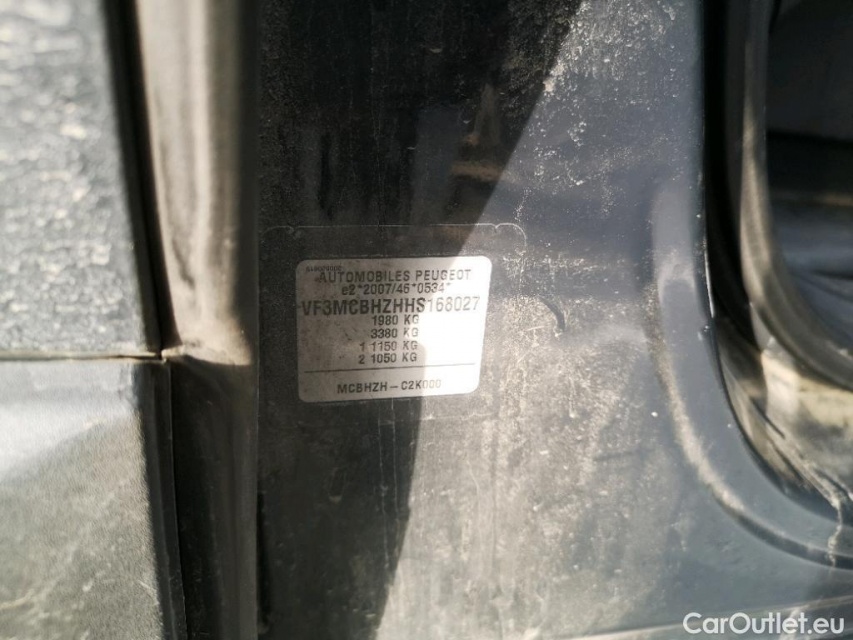 AUTOMOBILES PEUGEOT
e2*2007/46*0534*
VF3MCBHZHHS168027
1980 KG
3380 KG
1 1150 KG
2 1050 KG
MCBHZH-C2K000
CarOutlet.eu